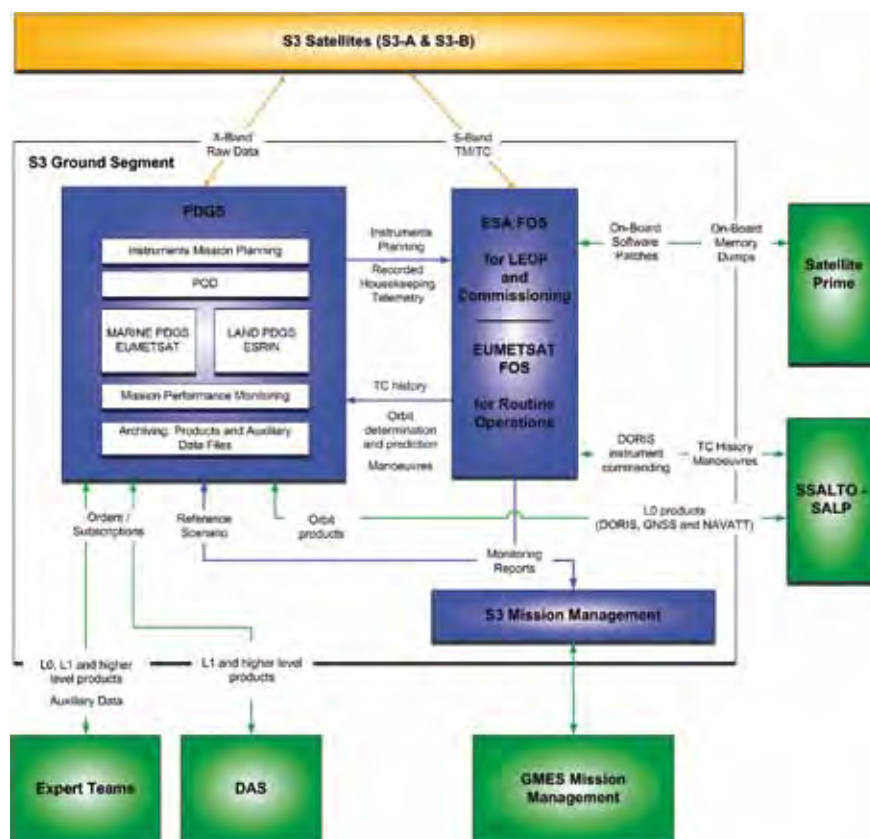 S3 Satellites (S3-A & S3-B)
X-Band
Raw Data
S-Band
TM/TC
S3 Ground Segment
PDGS
Instruments Mission Planning
POD
MARINE PDGS
EUMETSAT
LAND PDGS
ESRIN
Mission Performance Monitoring
Archiving, Products and Auxiliary
Data Files
Instruments
Planning
Recorded
Housekeeping
Telemetry
TC history
Orbit
determination
and prediction
Manoeuvres
ESA FOS
for LEOP
and
Commissioning
EUMETSAT
FOS
for Routine
Operations
On-Board
Software
Patches
On-Board
Memory
Dumps
Satellite
Prime
DORIS
instrument
commanding
TC History
Manoeuvres
SSALTO -
SALP
Orders /
Subscriptions
Reference
Scenario
Orbit
products
L0 products
(DORIS, GNSS and NAVATT)
Monitoring
Reports
S3 Mission Management
L0, L1 and higher
level products
Auxiliary Data
L1 and higher level
products
Expert Teams
DAS
GMES Mission
Management